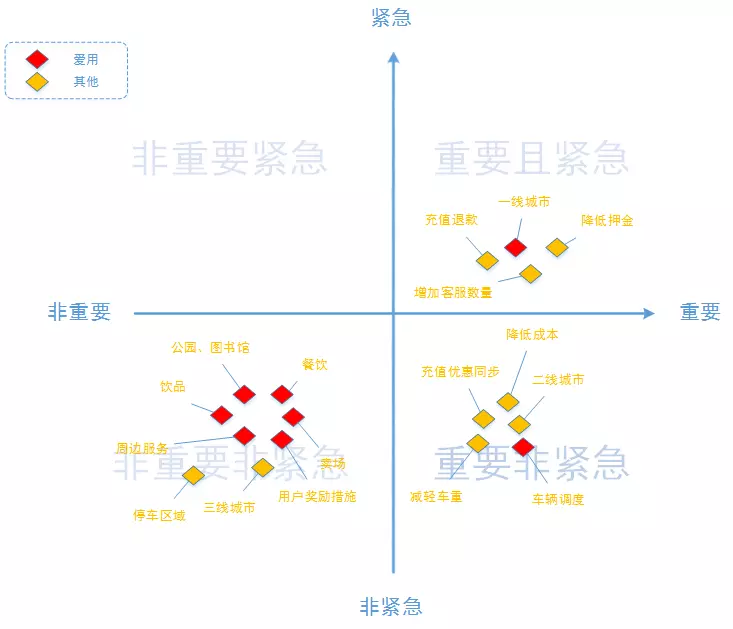 紧急
爱用
其他
非重要紧急
重要且紧急
一线城市
充值退款
降低押金
增加客服数量
非重要
重要
降低成本
公园、图书馆
餐饮
充值优惠同步
二线城市
饮品
周边服务
卖场
非重要非紧急
重要非紧急
用户奖励措施
减轻车重
车辆调度
三线城市
停车区域
非紧急